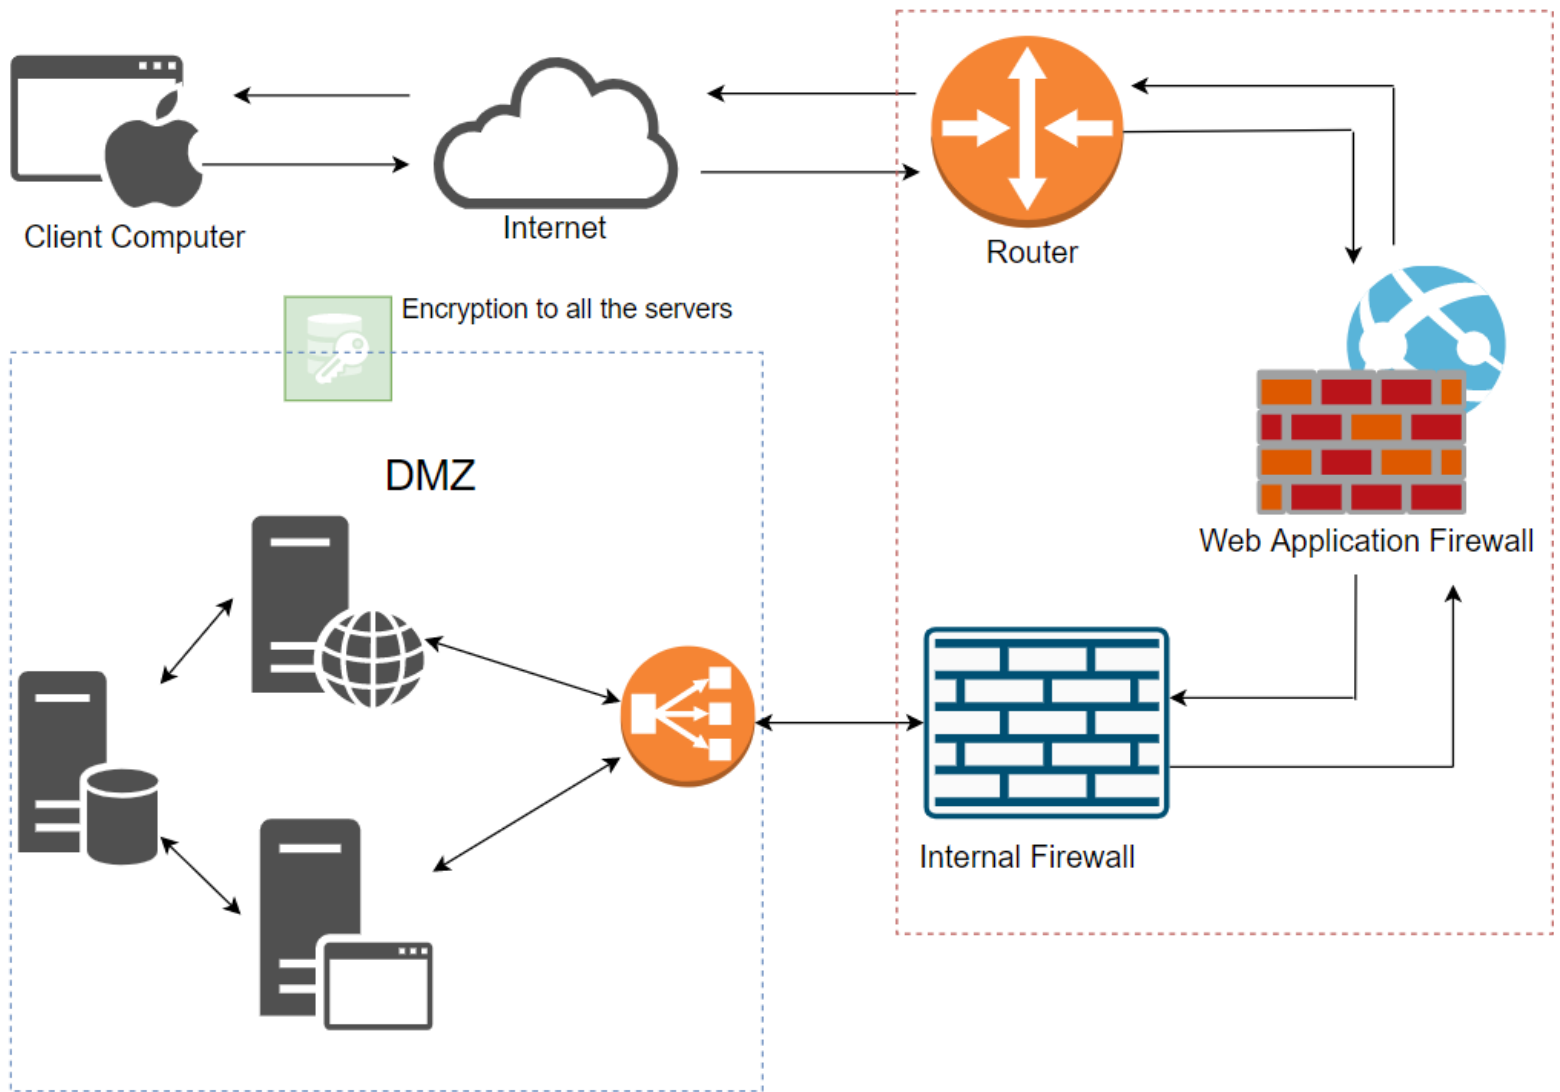 Client Computer
Internet
Router
Encryption to all the servers
DMZ
Web Application Firewall
Internal Firewall